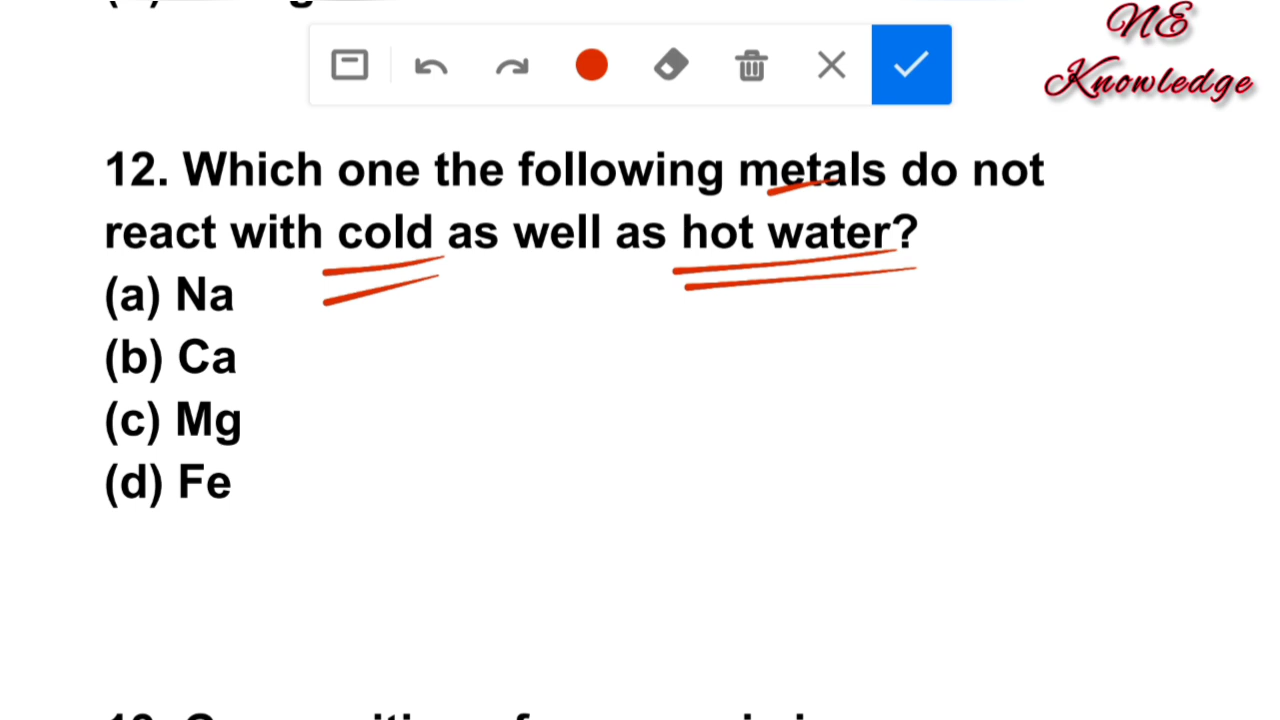 NE
Knowledge
12. Which one the following metals do not
react with cold as well as hot water?
(a) Na
(b) Ca
(c) Mg
(d) Fe